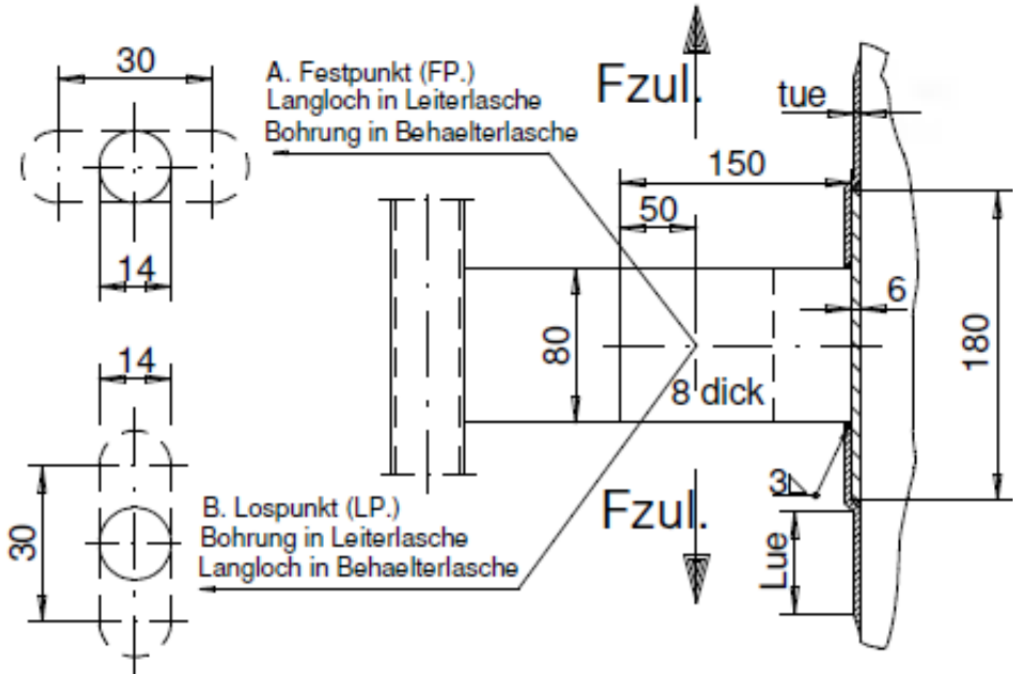 30
A. Festpunkt (FP.)
Langloch in Leiterlasche
Bohrung in Behaelterlasche
Fzul.
tue
150
50
14
6
80
180
14
8 dick
3
Fzul.
B. Lospunkt (LP.)
Bohrung in Leiterlasche
Langloch in Behaelterlasche
30
Lue